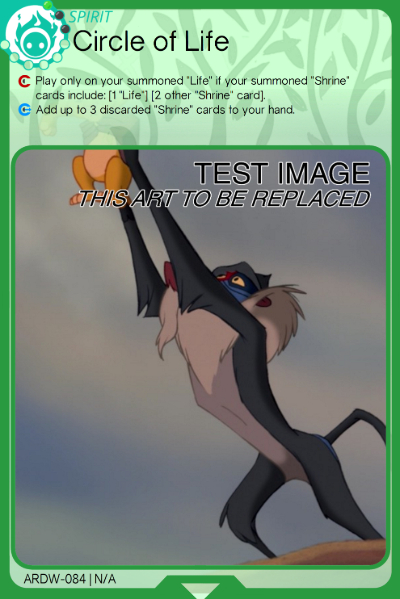 SPIRIT
Circle of Life
Play only on your summoned "Life" if your summoned "Shrine"
cards include: [1 "Life"] [2 other "Shrine" card].
Add up to 3 discarded "Shrine" cards to your hand.
TEST IMAGE
THIS ART TO BE REPLACED
ARDW-084 | N/A